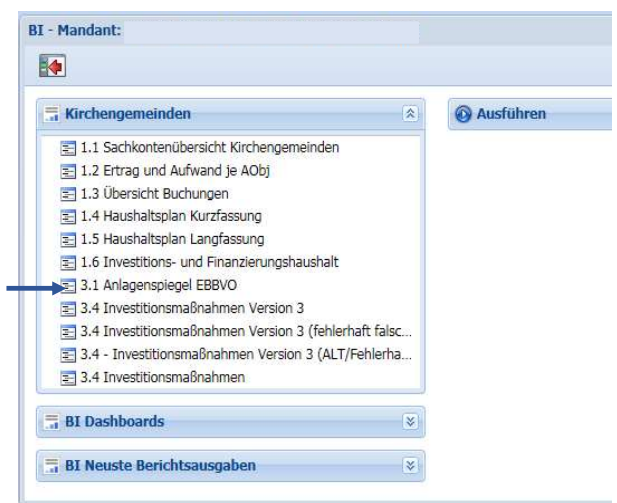 BI - Mandant:
Kirchengemeinden
Ausführen
1.1 Sachkontenübersicht Kirchengemeinden
1.2 Ertrag und Aufwand je AObj
1.3 Übersicht Buchungen
1.4 Haushaltsplan Kurzfassung
1.5 Haushaltsplan Langfassung
1.6 Investitions- und Finanzierungshaushalt
3.1 Anlagenspiegel EBBVO
3.4 Investitionsmaßnahmen Version 3
3.4 Investitionsmaßnahmen Version 3 (fehlerhaft falsc...
3.4 - Investitionsmaßnahmen Version 3 (ALT/Fehlerha...
3.4 Investitionsmaßnahmen
BI Dashboards
BI Neuste Berichtsausgaben